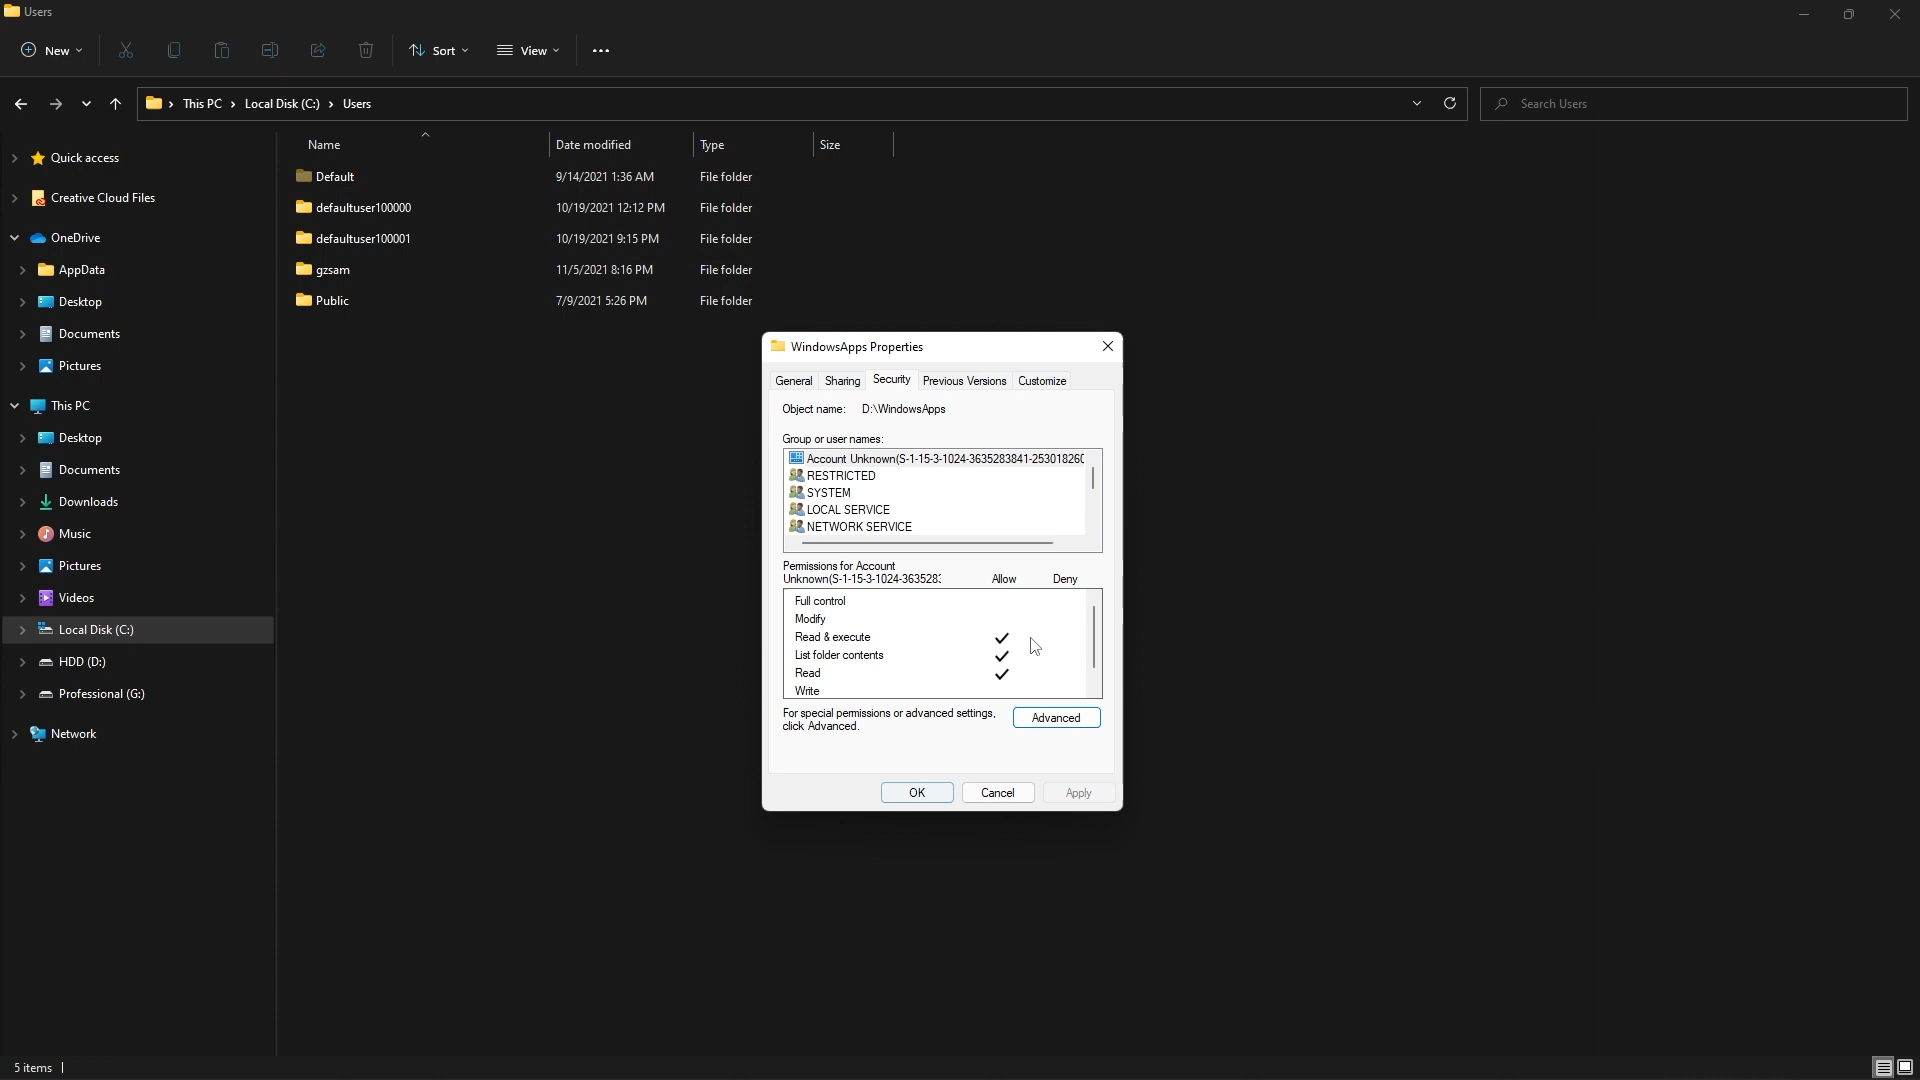 Users
New
Sort
View
This PC
Local Disk (C:)
Users
Search Users
Name
Date modified
Type
Size
Quick access
Creative Cloud Files
OneDrive
AppData
Desktop
Documents
Pictures
This PC
Desktop
Documents
Downloads
Music
Pictures
Videos
Local Disk (C:)
HDD (D:)
Professional (G:)
Network
Default 9/14/2021 1:36 AM File folder
defaultuser100000 10/19/2021 12:12 PM File folder
defaultuser100001 10/19/2021 9:15 PM File folder
gzsam 11/5/2021 8:16 PM File folder
Public 7/9/2021 5:26 PM File folder
WindowsApps Properties
General Sharing Security Previous Versions Customize
Object name: D:\WindowsApps
Group or user names:
Account Unknown(S-1-15-3-1024-3635283841-25301826
RESTRICTED
SYSTEM
LOCAL SERVICE
NETWORK SERVICE
Permissions for Account
Unknown(S-1-15-3-1024-363528 Allow Deny
Full control
Modify
Read & execute
List folder contents
Read
Write
For special permissions or advanced settings,
click Advanced.
Advanced
OK Cancel Apply
5 items